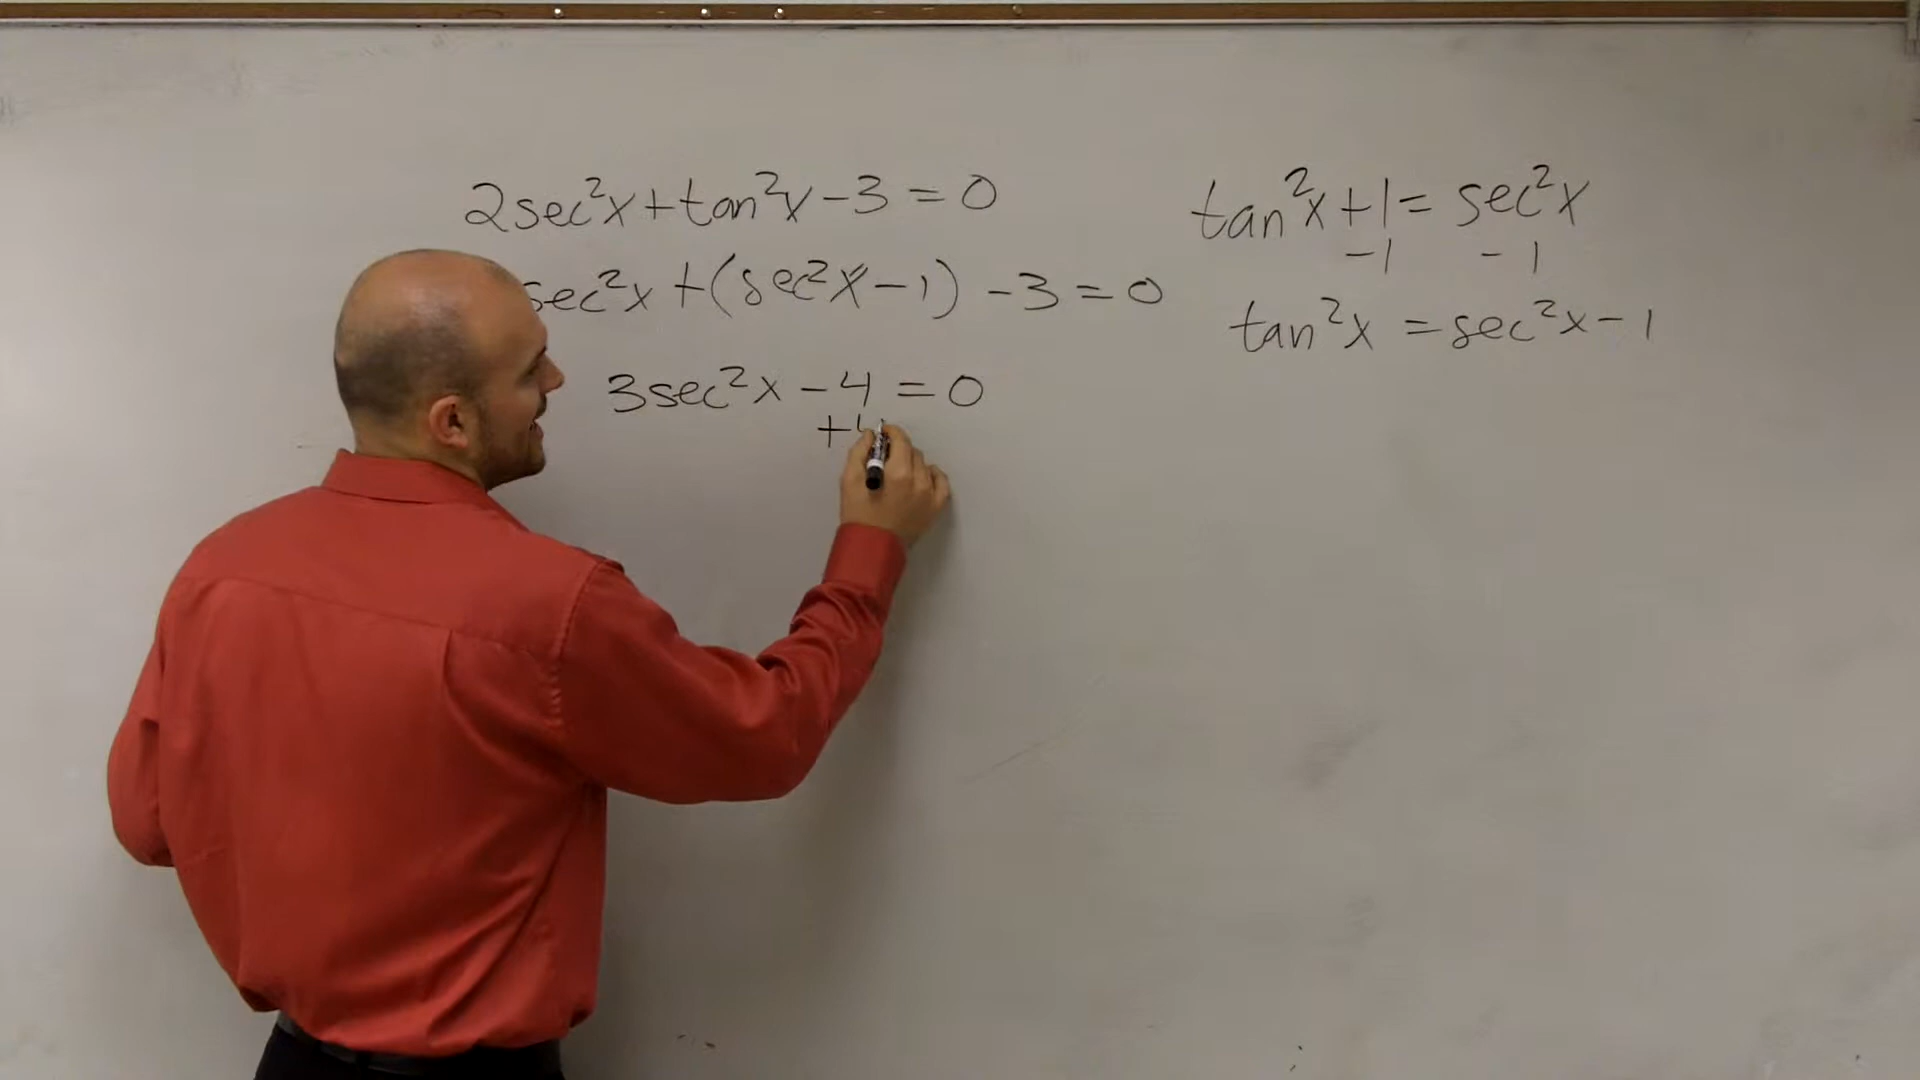 2sec²x+tan²x-3=0
sec²x+(sec²x-1)-3=0
3sec²x-4=0
+4
tan²x+1=sec²x
-1 -1
tan²x=sec²x-1